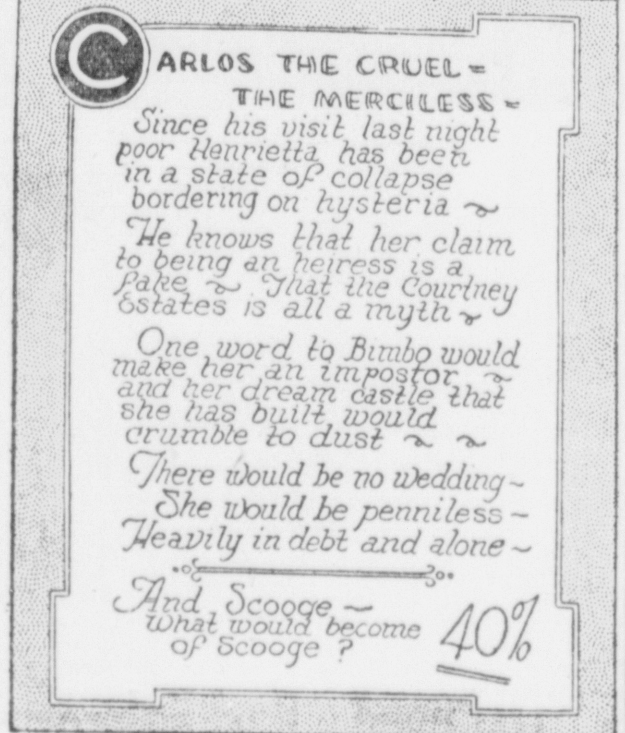 CARLOS THE CRUEL =
THE MERCILESS =
Since his visit last night
poor Henrietta has been
in a state of collapse
bordering on hysteria ~
He knows that her claim
to being an heiress is a
fake ~ That the Courtney
Estates is all a myth ~
One word to Bimbo would
make her an impostor ~
and her dream castle that
she has built would
crumble to dust ~ ~
There would be no wedding ~
She would be penniless ~
Heavily in debt and alone ~
And Scooge ~
What would become
of Scooge ?
40%